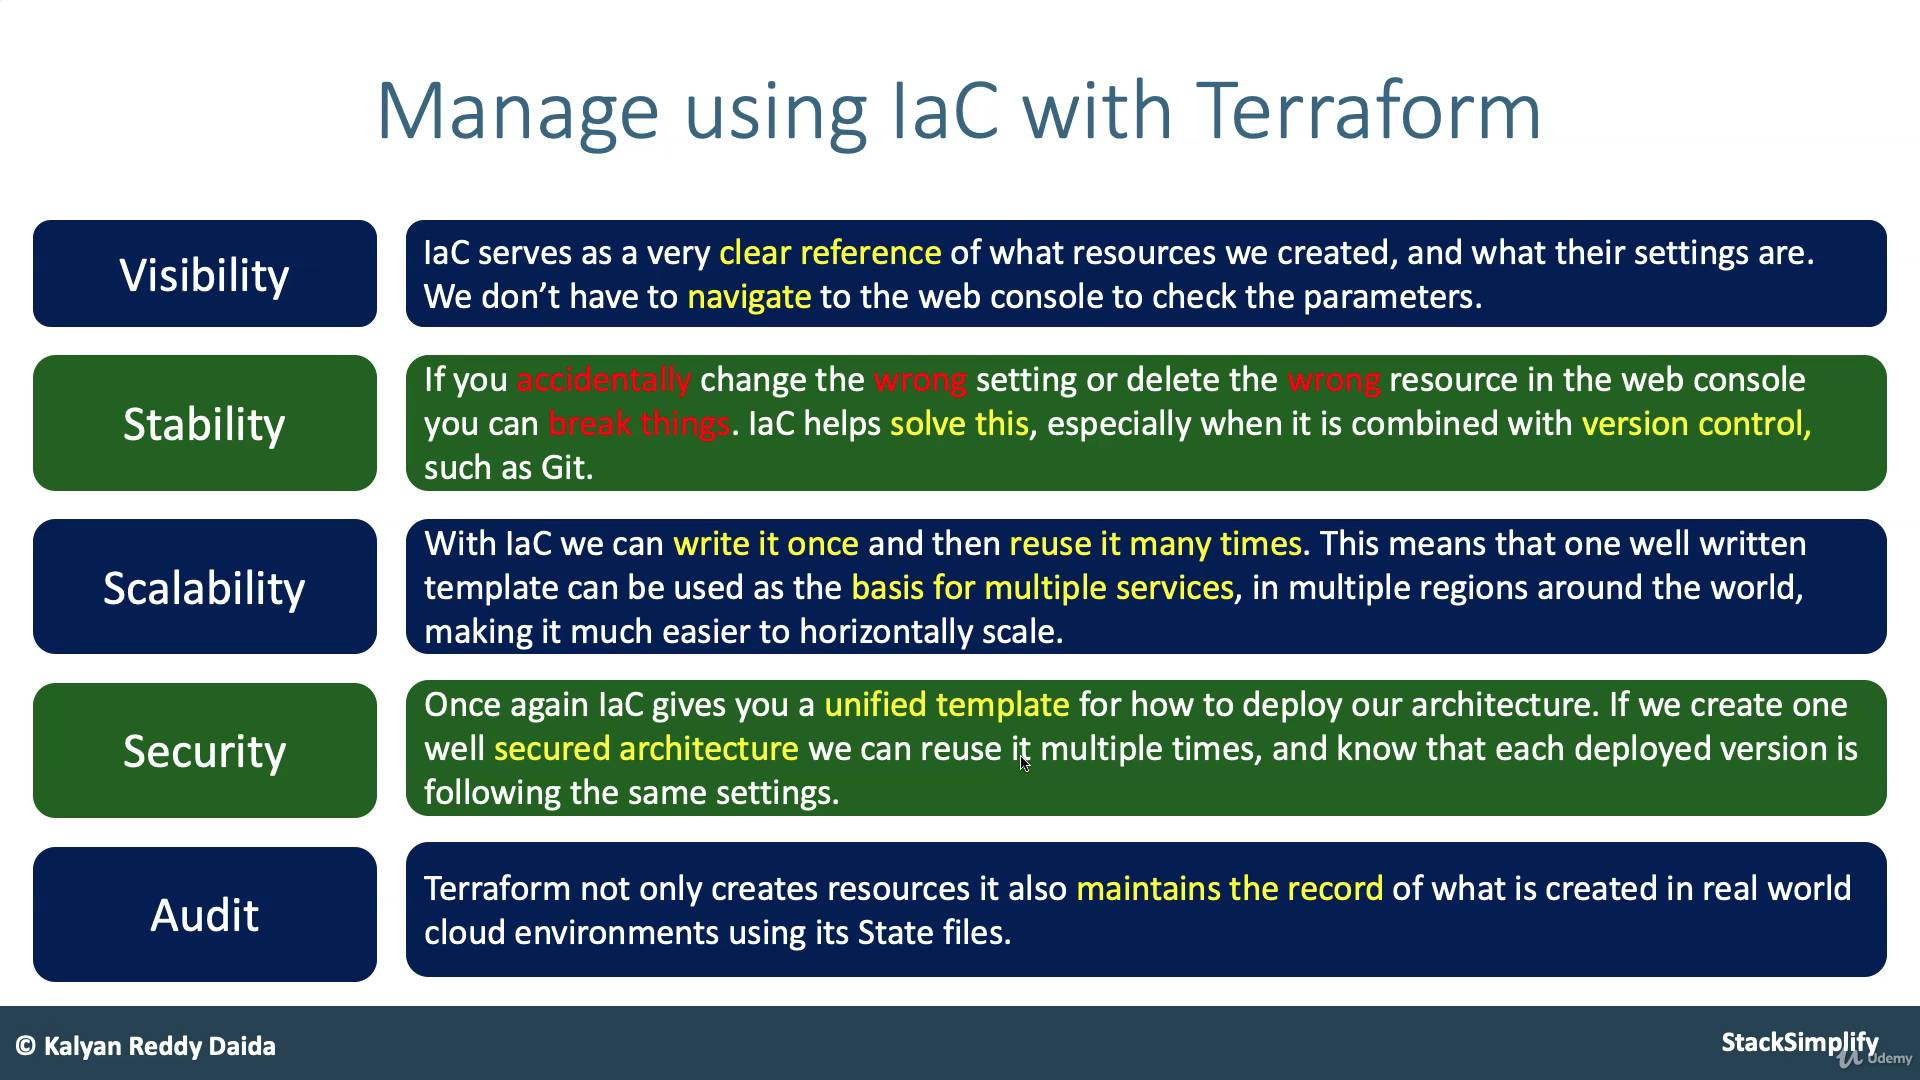 Manage using IaC with Terraform
Visibility
IaC serves as a very clear reference of what resources we created, and what their settings are.
We don’t have to navigate to the web console to check the parameters.
Stability
If you accidentally change the wrong setting or delete the wrong resource in the web console
you can break things. IaC helps solve this, especially when it is combined with version control,
such as Git.
Scalability
With IaC we can write it once and then reuse it many times. This means that one well written
template can be used as the basis for multiple services, in multiple regions around the world,
making it much easier to horizontally scale.
Security
Once again IaC gives you a unified template for how to deploy our architecture. If we create one
well secured architecture we can reuse it multiple times, and know that each deployed version is
following the same settings.
Audit
Terraform not only creates resources it also maintains the record of what is created in real world
cloud environments using its State files.
© Kalyan Reddy Daida
StackSimplify
Udemy